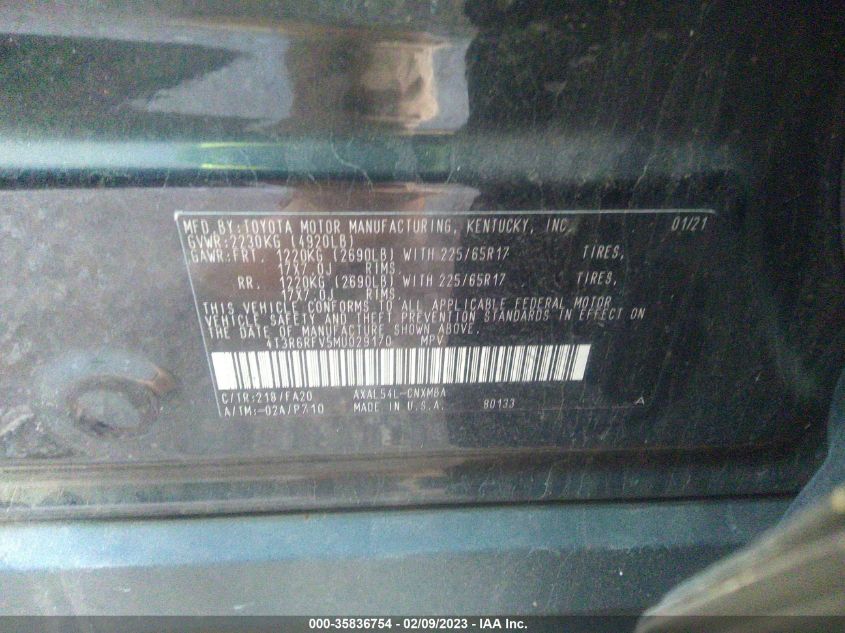 MFD.BY:TOYOTA MOTOR MANUFACTURING, KENTUCKY, INC. 01/21
GVWR:2230KG (4920LB)
GAWR:FRT. 1220KG (2690LB) WITH 225/65R17 TIRES,
17X7.0J RIMS.
RR. 1220KG (2690LB) WITH 225/65R17 TIRES,
17X7.0J RIMS.
THIS VEHICLE CONFORMS TO ALL APPLICABLE FEDERAL MOTOR
VEHICLE SAFETY AND THEFT PREVENTION STANDARDS IN EFFECT ON
THE DATE OF MANUFACTURE SHOWN ABOVE.
4T3R6RFV5MU029170 MPV
C/TR:218/FA20 AXAL54L-CNXMBA
A/TM:-02A/P710 MADE IN U.S.A. 80133 A
000-35836754 - 02/09/2023 - IAA Inc.